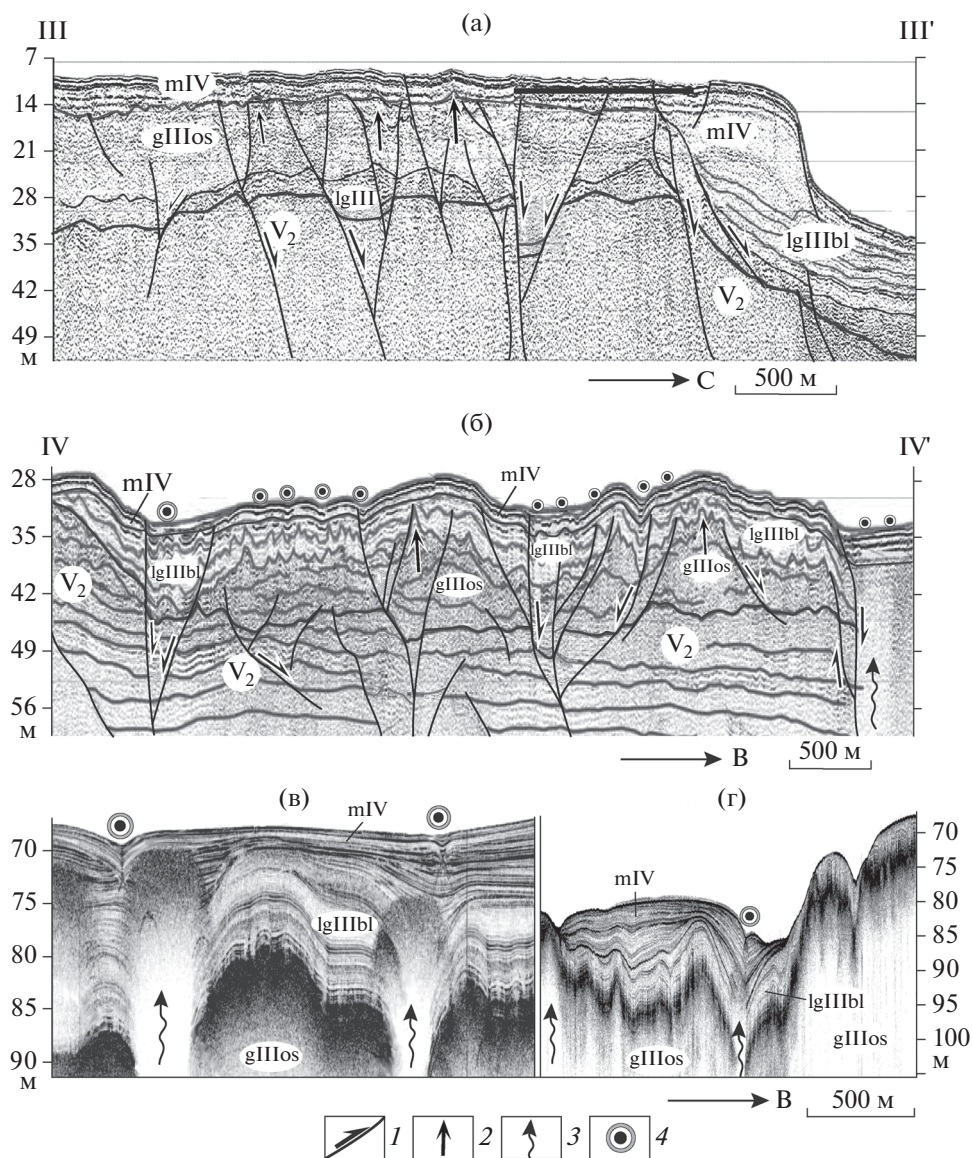 (а)
III III'
7
14
21
28
35
42
49
м
mIV
gIIIos
lgIII
V2
mIV
lgIIIbl
V2
С 500 м
(б)
IV IV'
28
35
42
49
56
м
mIV
lgIIIbl
V2
V2
gIIIos
mIV
lgIIIbl
gIIIos
lgIIIbl
V2
В 500 м
(в)
70
75
80
85
90
м
mIV
lgIIIbl
gIIIos
(г)
mIV
lgIIIbl
gIIIos
gIIIos
70
75
80
85
90
95
100
м
В 500 м
1 2 3 4